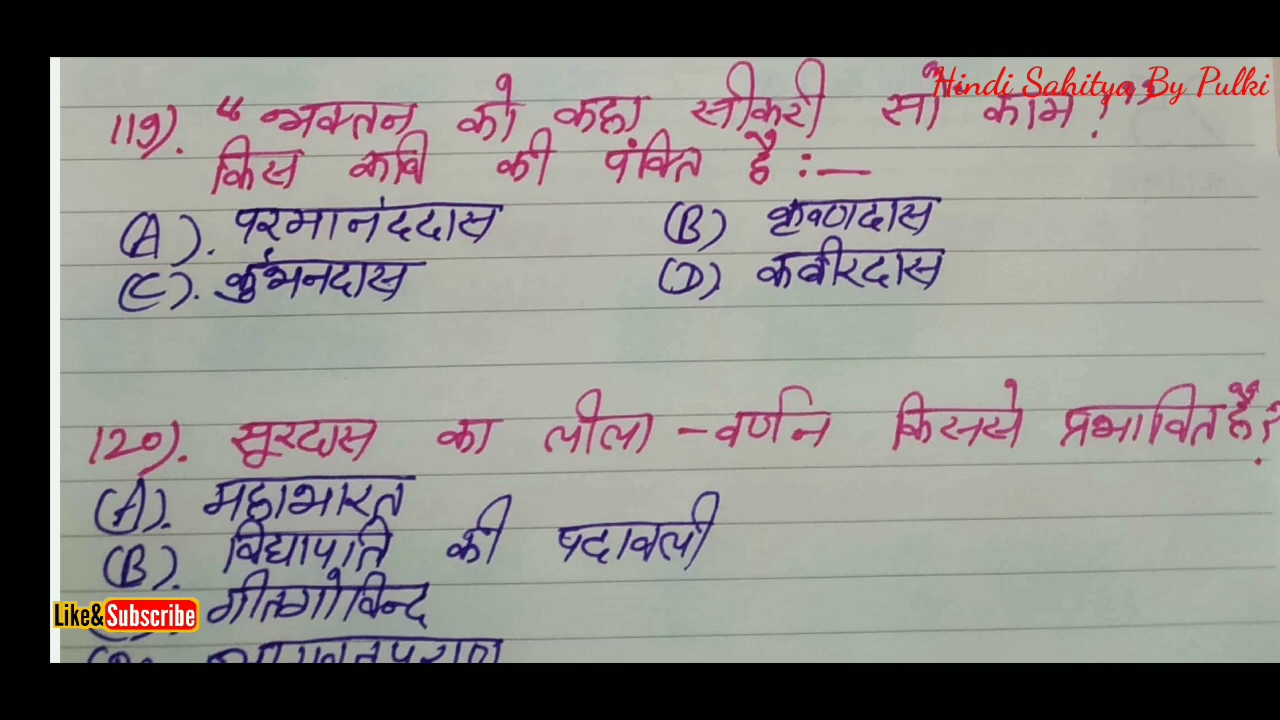 Hindi Sahitya By Pulki
119). "भक्तन को कहा सीकरी सों काम?"
किस कवि की पंक्ति है :—
(A). परमानंददास (B) कृष्णदास
(C). कुंभनदास (D) कबीरदास
120). सूरदास का लीला - वर्णन किससे प्रभावित है?
(A). महाभारत
(B). विद्यापति की पदावली
गीतगोविन्द
Like& Subscribe
भागवतपुराण